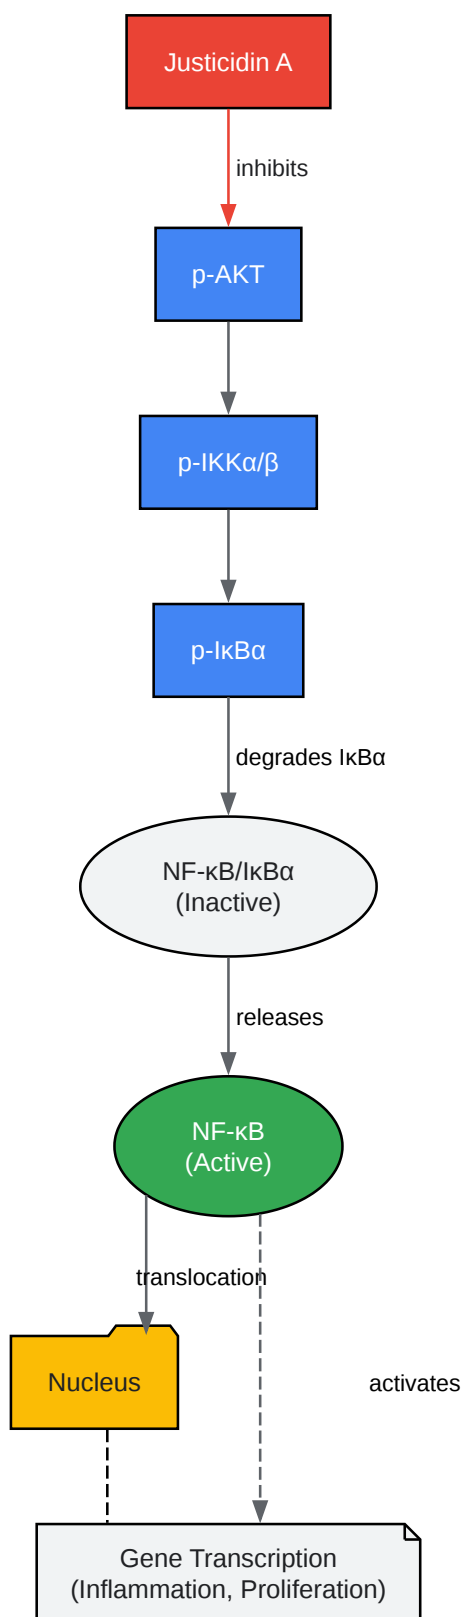 Justicidin A
inhibits
p-AKT
p-IKKα/β
p-IκBα
degrades IκBα
NF-κB/IκBα
(Inactive)
releases
NF-κB
(Active)
translocation
Nucleus
activates
Gene Transcription
(Inflammation, Proliferation)